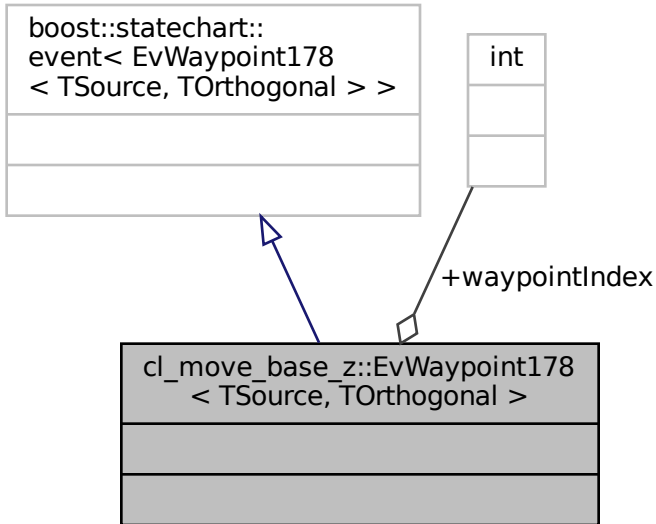 boost::statechart::
event< EvWaypoint178
< TSource, TOrthogonal > >
int
+waypointIndex
cl_move_base_z::EvWaypoint178
< TSource, TOrthogonal >